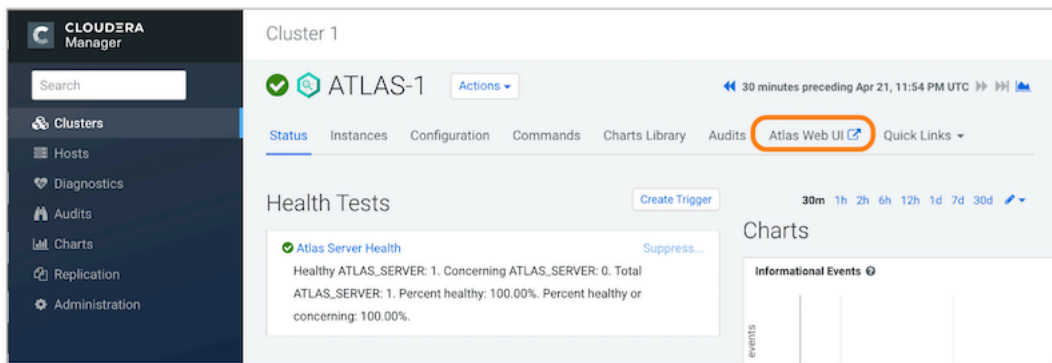 CLOUDERA
Manager
Search
Clusters
Hosts
Diagnostics
Audits
Charts
Replication
Administration
Cluster 1
ATLAS-1
Actions
30 minutes preceding Apr 21, 11:54 PM UTC
Status Instances Configuration Commands Charts Library Audits Atlas Web UI Quick Links
Health Tests
Create Trigger
Atlas Server Health
Suppress...
Healthy ATLAS_SERVER: 1. Concerning ATLAS_SERVER: 0. Total
ATLAS_SERVER: 1. Percent healthy: 100.00%. Percent healthy or
concerning: 100.00%.
30m 1h 2h 6h 12h 1d 7d 30d
Charts
Informational Events
events